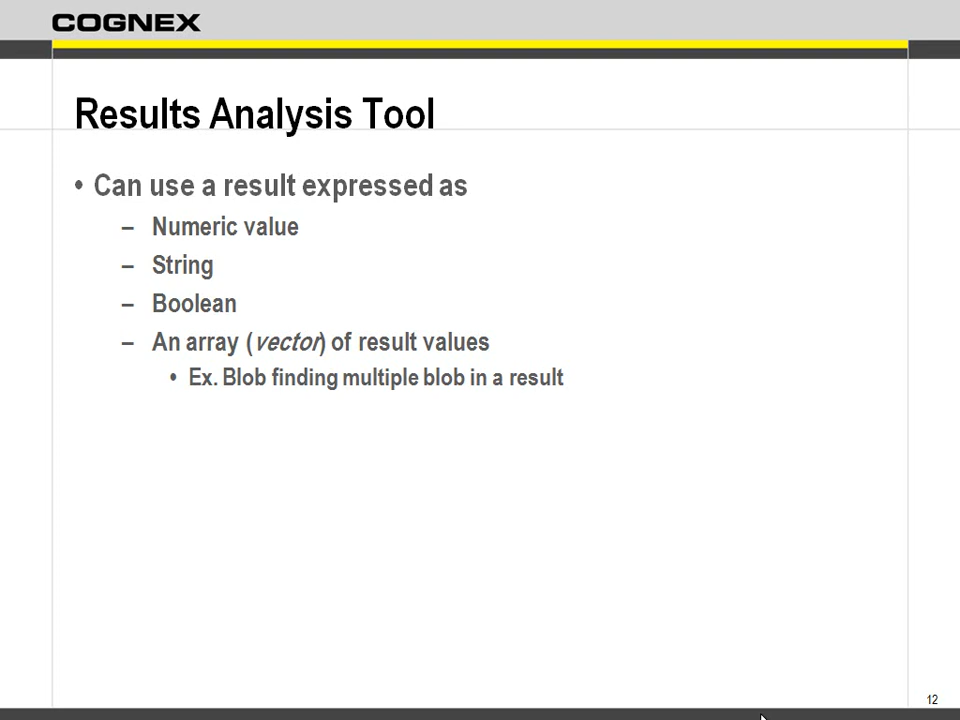 COGNEX
Results Analysis Tool
• Can use a result expressed as
– Numeric value
– String
– Boolean
– An array (vector) of result values
• Ex. Blob finding multiple blob in a result
12